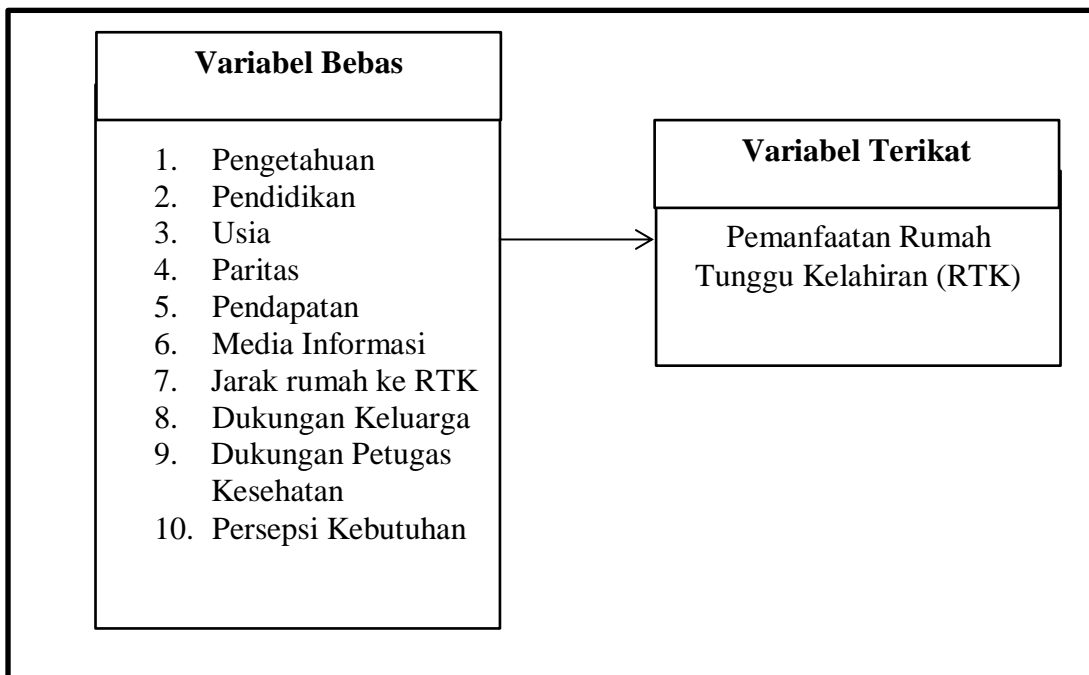 Variabel Bebas
1. Pengetahuan
2. Pendidikan
3. Usia
4. Paritas
5. Pendapatan
6. Media Informasi
7. Jarak rumah ke RTK
8. Dukungan Keluarga
9. Dukungan Petugas
Kesehatan
10. Persepsi Kebutuhan
Variabel Terikat
Pemanfaatan Rumah
Tunggu Kelahiran (RTK)